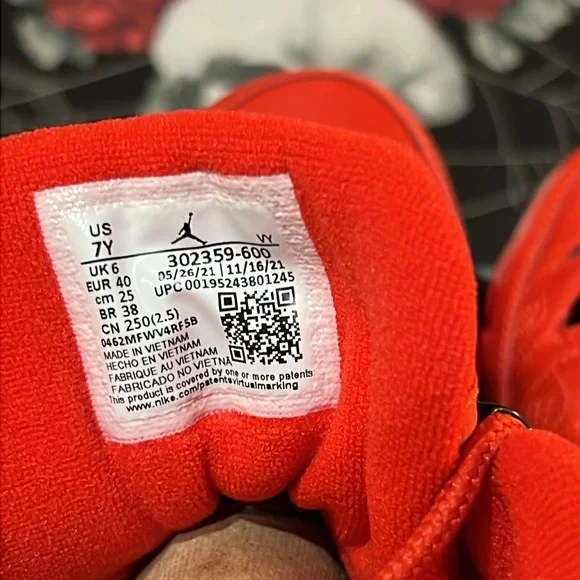 US
7Y
VY
UK 6
302359-600
EUR 40
05/26/21 | 11/16/21
cm 25
UPC 00195243801245
BR 38
CN 250(2.5)
0462MFWV4RF5B
MADE IN VIETNAM
HECHO EN VIETNAM
FABRIQUE AU VIETNAM
FABRICADO NO VIETNA
This product is covered by one or more patents
www.nike.com/patentsvirtualmarking